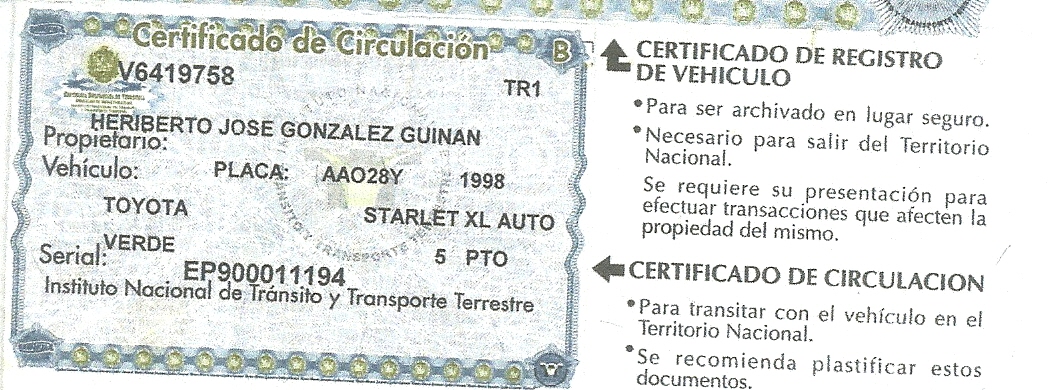 Certificado de Circulación B
V6419758
TR1
HERIBERTO JOSE GONZALEZ GUINAN
Propietario:
Vehículo: PLACA: AAO28Y 1998
TOYOTA STARLET XL AUTO
VERDE 5 PTO
Serial: EP900011194
Instituto Nacional de Tránsito y Transporte Terrestre
CERTIFICADO DE REGISTRO
DE VEHICULO
•Para ser archivado en lugar seguro.
•Necesario para salir del Territorio
Nacional.
Se requiere su presentación para
efectuar transacciones que afecten la
propiedad del mismo.
CERTIFICADO DE CIRCULACION
•Para transitar con el vehículo en el
Territorio Nacional.
•Se recomienda plastificar estos
documentos.